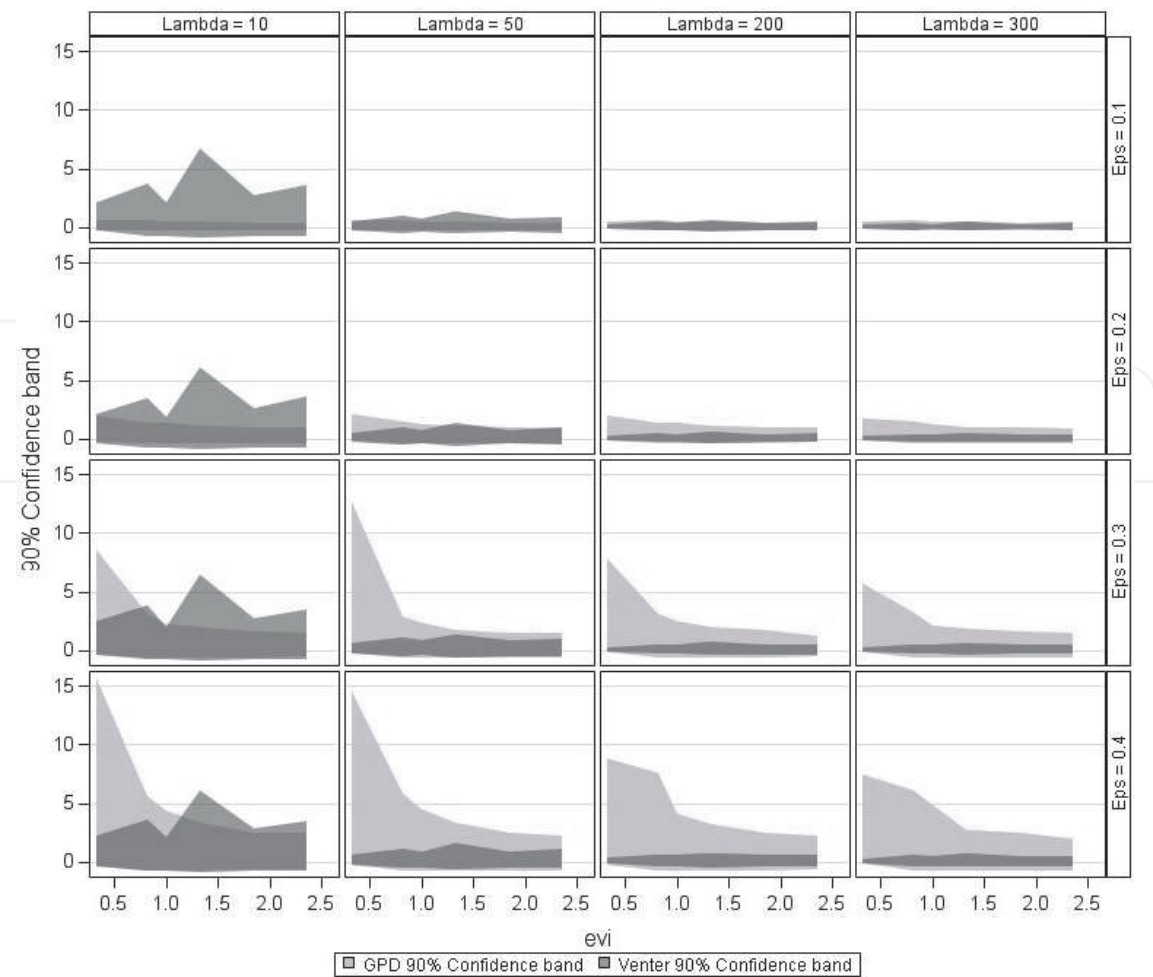 Lambda = 10 Lambda = 50 Lambda = 200 Lambda = 300
15
10
5
0
Eps = 0.1
15
10
5
0
Eps = 0.2
15
10
5
0
Eps = 0.3
15
10
5
0
Eps = 0.4
90% Confidence band
0.5 1.0 1.5 2.0 2.5 0.5 1.0 1.5 2.0 2.5 0.5 1.0 1.5 2.0 2.5 0.5 1.0 1.5 2.0 2.5
evi
GPD 90% Confidence band Venter 90% Confidence band